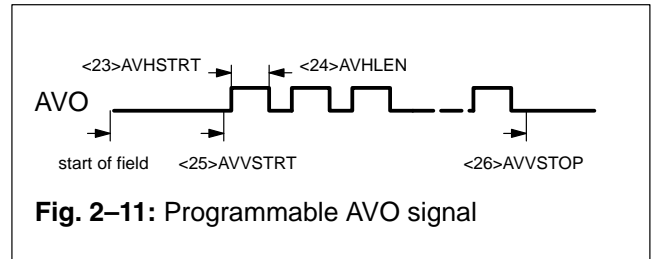 <23>AVHSTRT <24>AVHLEN
AVO
start of field <25>AVVSTRT <26>AVVSTOP
Fig. 2–11: Programmable AVO signal